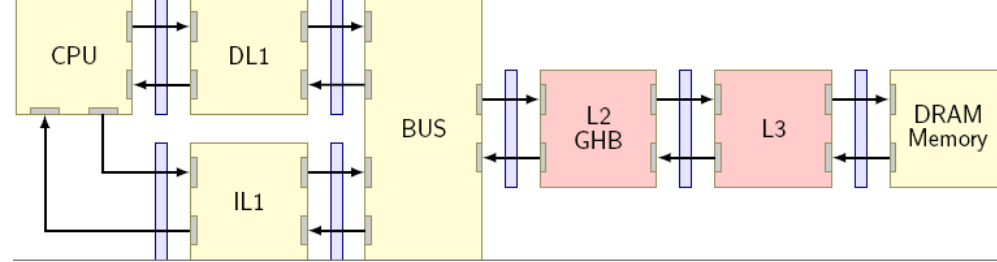 CPU
DL1
BUS
L2
GHB
L3
DRAM
Memory
IL1